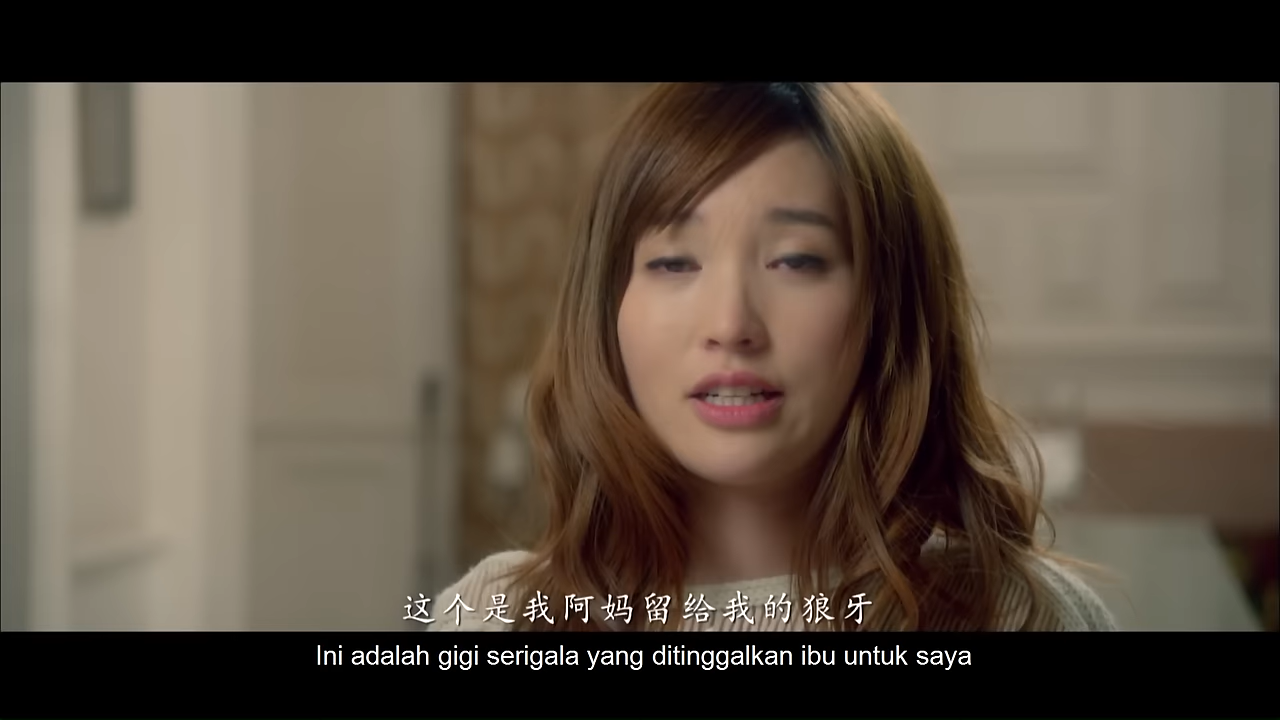 这个是我阿妈留给我的狼牙
Ini adalah gigi serigala yang ditinggalkan ibu untuk saya